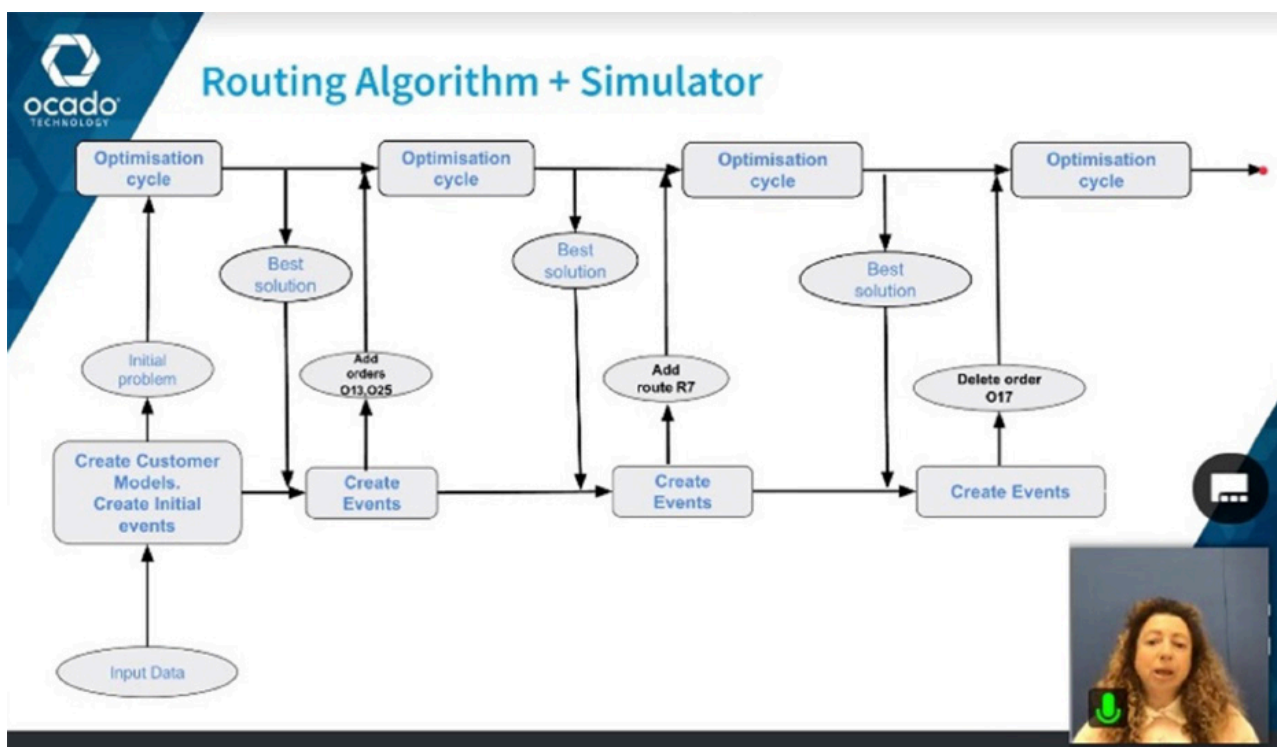 ocado
TECHNOLOGY
Routing Algorithm + Simulator
Optimisation
cycle
Optimisation
cycle
Optimisation
cycle
Optimisation
cycle
Best
solution
Best
solution
Best
solution
Initial
problem
Add
orders
O13,O25
Add
route R7
Delete order
O17
Create Customer
Models.
Create Initial
events
Create
Events
Create
Events
Create Events
Input Data